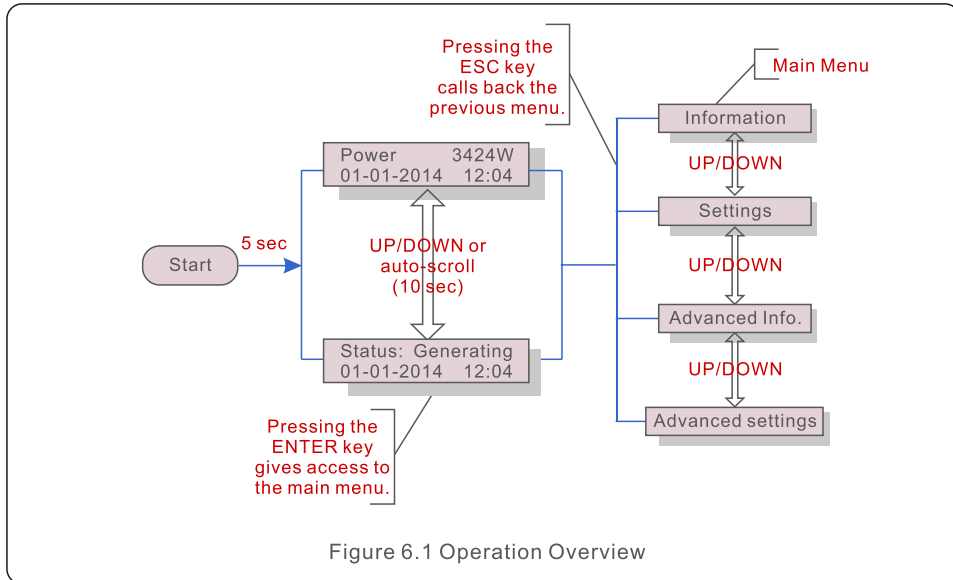 Pressing the
ESC key
calls back the
previous menu.
Main Menu
Information
UP/DOWN
Power 3424W
01-01-2014 12:04
Settings
5 sec
Start
UP/DOWN or
auto-scroll
(10 sec)
UP/DOWN
Advanced Info.
Status: Generating
01-01-2014 12:04
UP/DOWN
Advanced settings
Pressing the
ENTER key
gives access to
the main menu.
Figure 6.1 Operation Overview